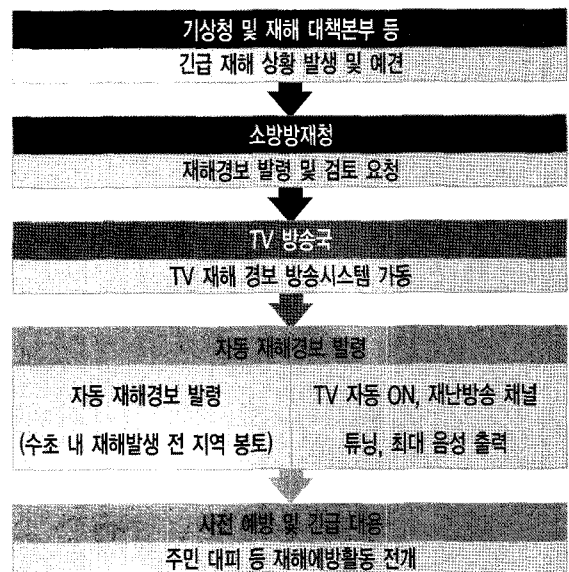 기상청 및 재해 대책본부 등
긴급 재해 상황 발생 및 예견
소방방재청
재해경보 발령 및 검토 요청
TV 방송국
TV 재해 경보 방송시스템 가동
자동 재해경보 발령
자동 재해경보 발령
(수초 내 재해발생 전 지역 봉토)
TV 자동 ON, 재난방송 채널
튜닝, 최대 음성 출력
사전 예방 및 긴급 대응
주민 대피 등 재해예방활동 전개